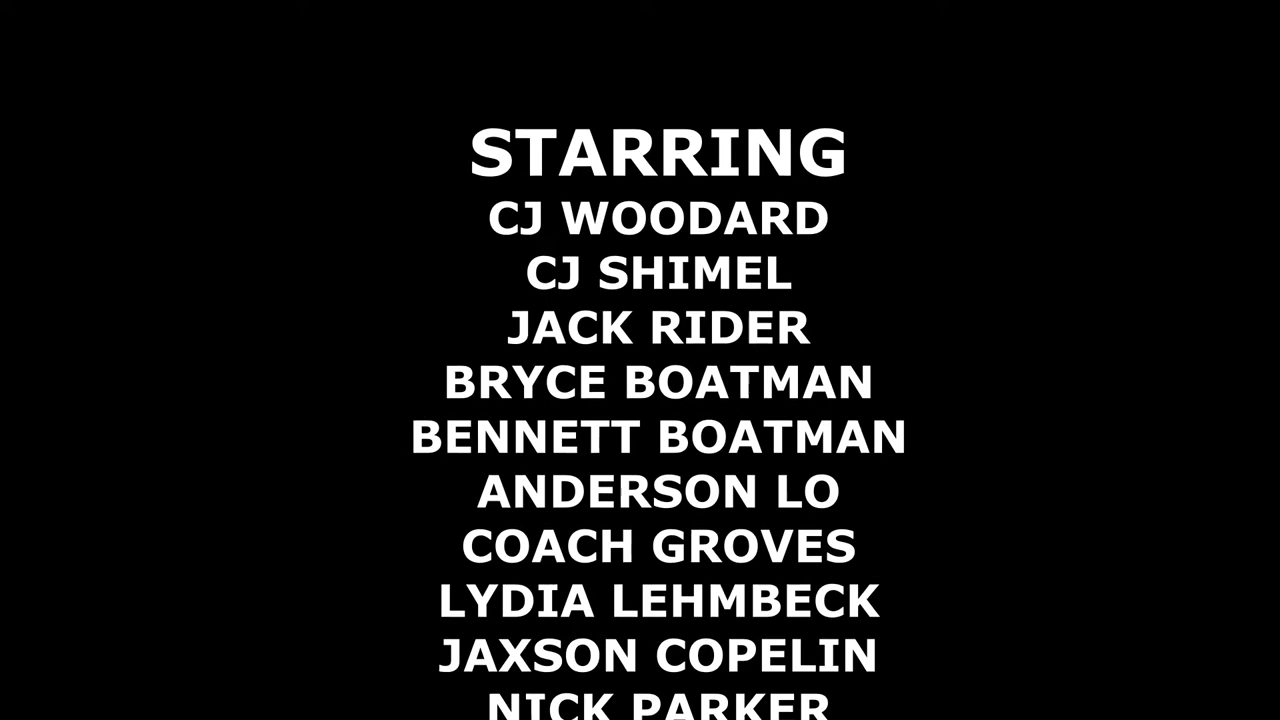 STARRING
CJ WOODARD
CJ SHIMEL
JACK RIDER
BRYCE BOATMAN
BENNETT BOATMAN
ANDERSON LO
COACH GROVES
LYDIA LEHMBECK
JAXSON COPELIN
NICK PARKER